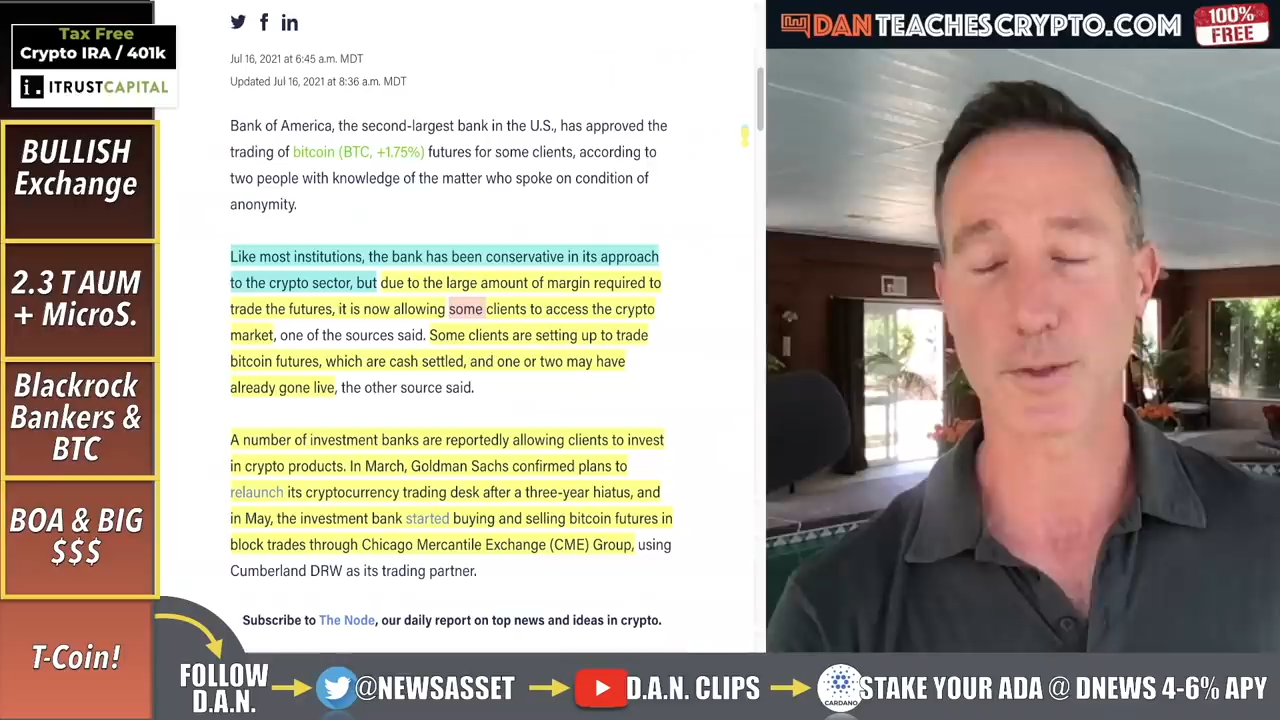 Tax Free
Crypto IRA / 401k
i. ITRUSTCAPITAL
BULLISH
Exchange
2.3 T AUM
+ MicroS.
Blackrock
Bankers &
BTC
BOA & BIG
$$$
T-Coin!
Jul 16, 2021 at 6:45 a.m. MDT
Updated Jul 16, 2021 at 8:36 a.m. MDT
Bank of America, the second-largest bank in the U.S., has approved the
trading of bitcoin (BTC, +1.75%) futures for some clients, according to
two people with knowledge of the matter who spoke on condition of
anonymity.
Like most institutions, the bank has been conservative in its approach
to the crypto sector, but due to the large amount of margin required to
trade the futures, it is now allowing some clients to access the crypto
market, one of the sources said. Some clients are setting up to trade
bitcoin futures, which are cash settled, and one or two may have
already gone live, the other source said.
A number of investment banks are reportedly allowing clients to invest
in crypto products. In March, Goldman Sachs confirmed plans to
relaunch its cryptocurrency trading desk after a three-year hiatus, and
in May, the investment bank started buying and selling bitcoin futures in
block trades through Chicago Mercantile Exchange (CME) Group, using
Cumberland DRW as its trading partner.
Subscribe to The Node, our daily report on top news and ideas in crypto.
DANTEACHESCRYPTO.COM
100%
FREE
FOLLOW
D.A.N.
@NEWSASSET
D.A.N. CLIPS
CARDANO
STAKE YOUR ADA @ DNEWS 4-6% APY